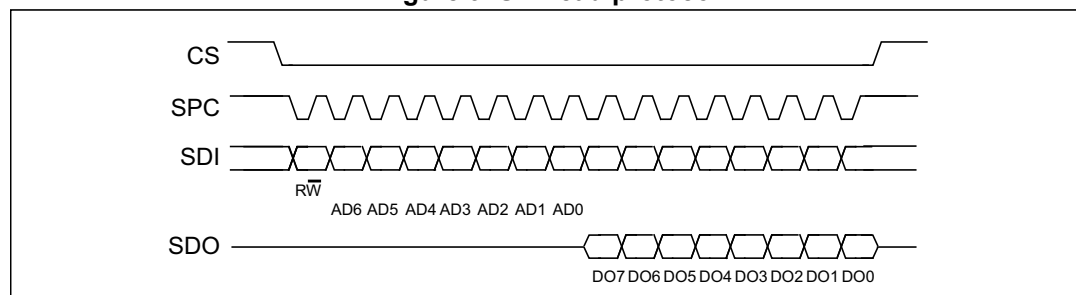 CS
SPC
SDI
RW̅
AD6 AD5 AD4 AD3 AD2 AD1 AD0
SDO
DO7 DO6 DO5 DO4 DO3 DO2 DO1 DO0